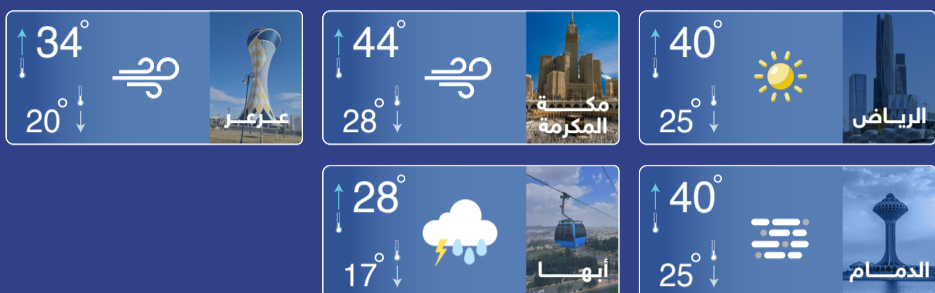 40°
25°
الرياض
44°
28°
مكة
المكرمة
34°
20°
عرعر
40°
25°
الدمام
28°
17°
أبها